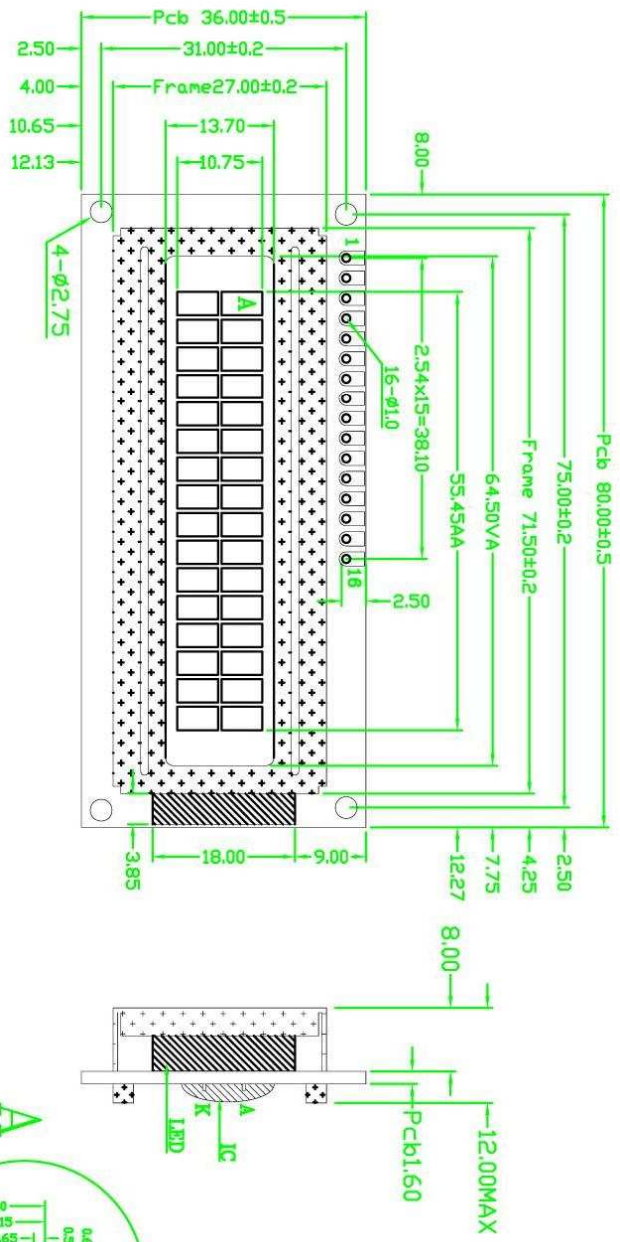 Pcb 36.00±0.5
31.00±0.2
Frame27.00±0.2
13.70
10.75
2.50
4.00
10.65
12.13
4-ø2.75
8.00
Pcb 80.00±0.5
75.00±0.2
Frame 71.50±0.2
64.50VA
55.45AA
2.54x15=38.10
16-ø1.0
1
16
A
2.50
2.50
4.25
7.75
12.27
9.00
18.00
3.85
8.00
12.00MAX
Pcb1.60
A
K
IC
LED
A